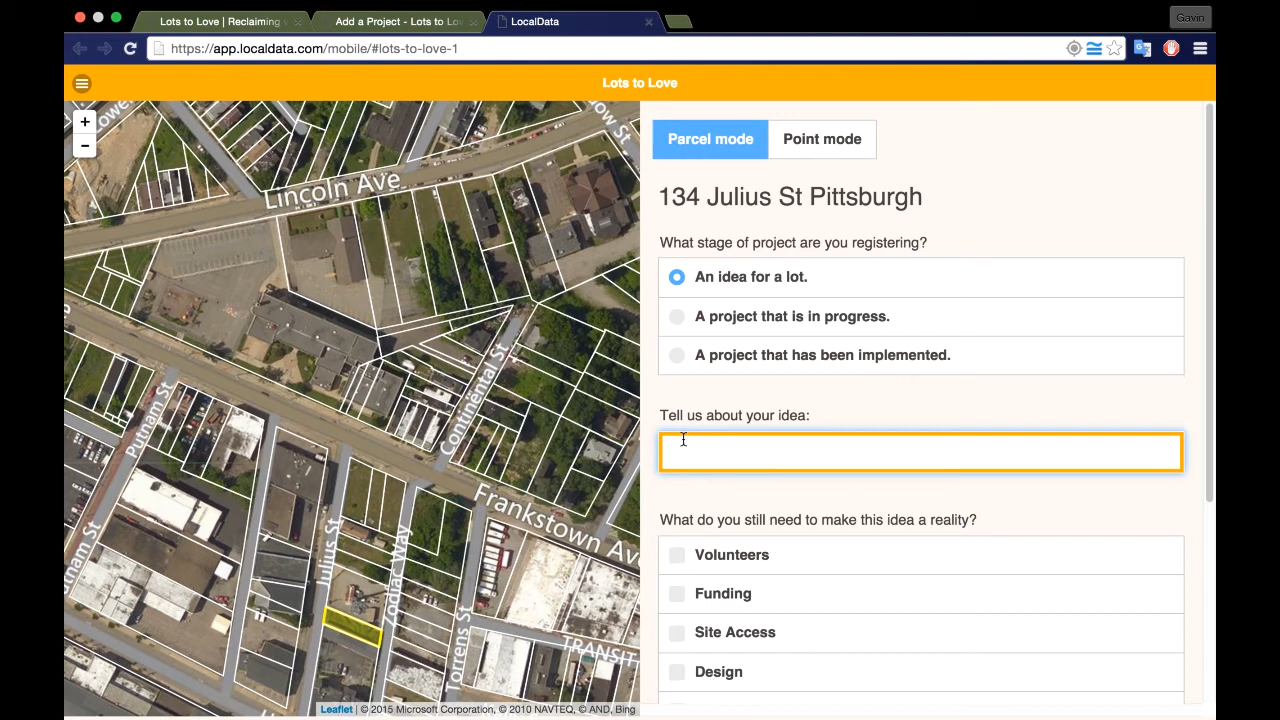 Lots to Love | Reclaiming
Add a Project - Lots to Lov
LocalData
Gavin
https://app.localdata.com/mobile/#lots-to-love-1
Lots to Love
+
-
Parcel mode
Point mode
134 Julius St Pittsburgh
What stage of project are you registering?
An idea for a lot.
A project that is in progress.
A project that has been implemented.
Tell us about your idea:
What do you still need to make this idea a reality?
Volunteers
Funding
Site Access
Design
Lincoln Ave
Continental St
Putnam St
Frankstown Av
Julius St
Zodiac Way
Torrens St
TRANSIT
utnam St
Leaflet | © 2015 Microsoft Corporation, © 2010 NAVTEQ, © AND, Bing